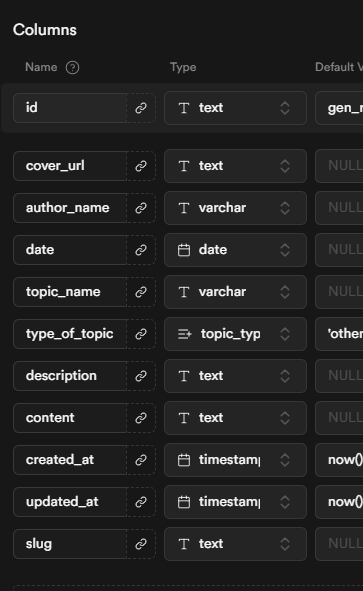 Columns
Name ? Type Default V
id T text gen_r
cover_url T text NULL
author_name T varchar NULL
date date NULL
topic_name T varchar NULL
type_of_topic topic_typ 'other
description T text NULL
content T text NULL
created_at timestamp now()
updated_at timestamp now()
slug T text NULL